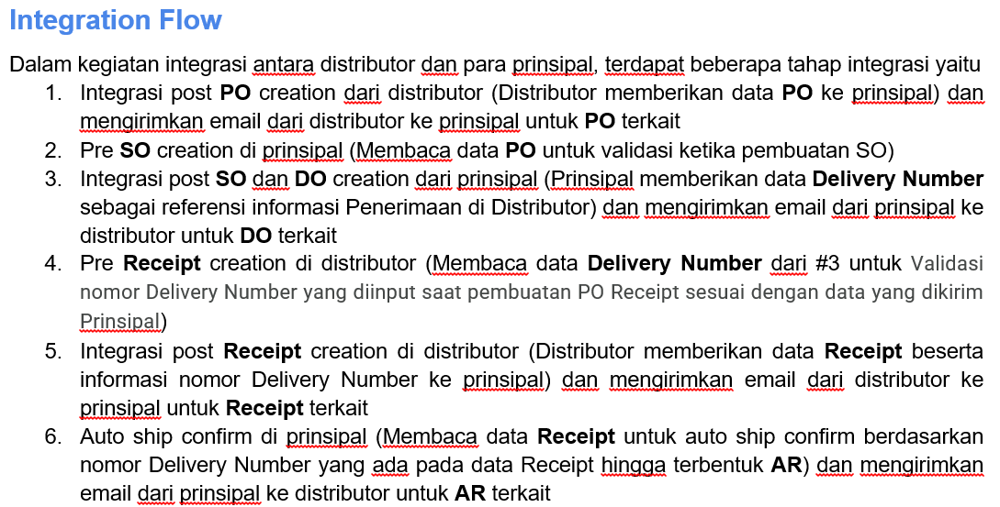 Integration Flow
Dalam kegiatan integrasi antara distributor dan para prinsipal, terdapat beberapa tahap integrasi yaitu
1. Integrasi post PO creation dari distributor (Distributor memberikan data PO ke prinsipal) dan
mengirimkan email dari distributor ke prinsipal untuk PO terkait
2. Pre SO creation di prinsipal (Membaca data PO untuk validasi ketika pembuatan SO)
3. Integrasi post SO dan DO creation dari prinsipal (Prinsipal memberikan data Delivery Number
sebagai referensi informasi Penerimaan di Distributor) dan mengirimkan email dari prinsipal ke
distributor untuk DO terkait
4. Pre Receipt creation di distributor (Membaca data Delivery Number dari #3 untuk Validasi
nomor Delivery Number yang diinput saat pembuatan PO Receipt sesuai dengan data yang dikirim
Prinsipal)
5. Integrasi post Receipt creation di distributor (Distributor memberikan data Receipt beserta
informasi nomor Delivery Number ke prinsipal) dan mengirimkan email dari distributor ke
prinsipal untuk Receipt terkait
6. Auto ship confirm di prinsipal (Membaca data Receipt untuk auto ship confirm berdasarkan
nomor Delivery Number yang ada pada data Receipt hingga terbentuk AR) dan mengirimkan
email dari prinsipal ke distributor untuk AR terkait